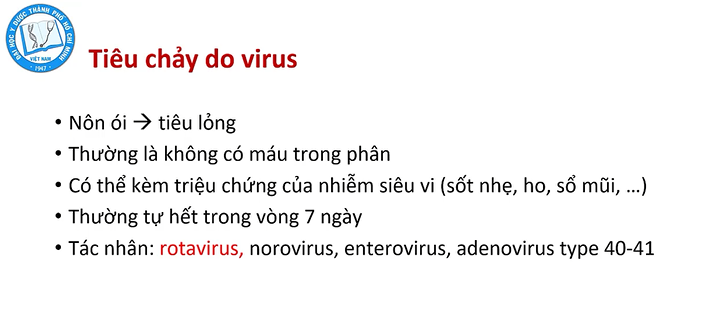 ĐẠI HỌC Y DƯỢC THÀNH PHỐ HỒ CHÍ MINH
VIỆT NAM
- 1947 -
Tiêu chảy do virus
• Nôn ói → tiêu lỏng
• Thường là không có máu trong phân
• Có thể kèm triệu chứng của nhiễm siêu vi (sốt nhẹ, ho, sổ mũi, …)
• Thường tự hết trong vòng 7 ngày
• Tác nhân: rotavirus, norovirus, enterovirus, adenovirus type 40-41